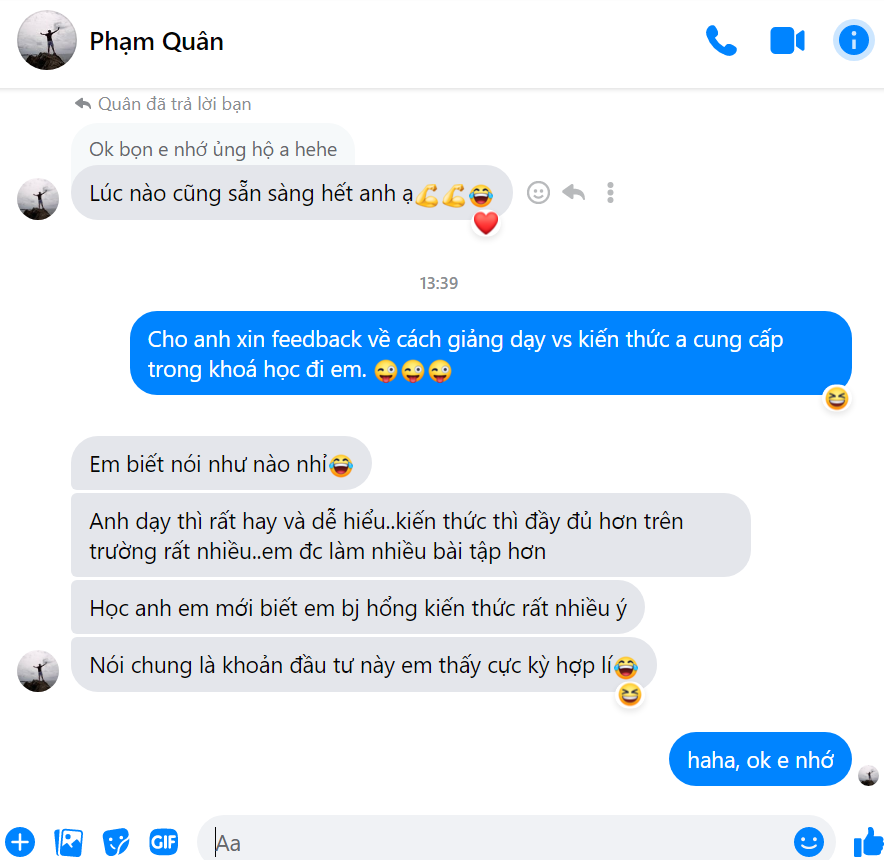 Phạm Quân
Quân đã trả lời bạn
Ok bọn e nhớ ủng hộ a hehe
Lúc nào cũng sẵn sàng hết anh ạ💪💪😂
13:39
Cho anh xin feedback về cách giảng dạy vs kiến thức a cung cấp
trong khoá học đi em. 😜😜😜
Em biết nói như nào nhỉ😂
Anh dạy thì rất hay và dễ hiểu..kiến thức thì đầy đủ hơn trên
trường rất nhiều..em đc làm nhiều bài tập hơn
Học anh em mới biết em bị hổng kiến thức rất nhiều ý
Nói chung là khoản đầu tư này em thấy cực kỳ hợp lí😂
haha, ok e nhớ
GIF
Aa